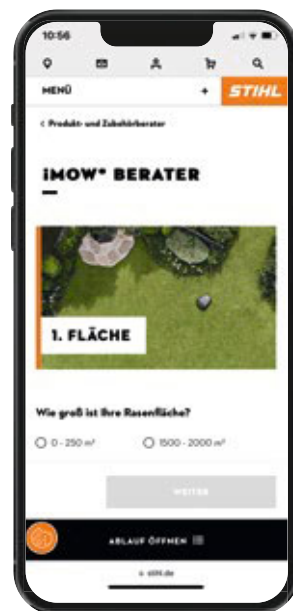 10:56
MENÜ +
STIHL
< Produkt- und Zubehörberater
iMOW® BERATER
1. FLÄCHE
Wie groß ist Ihre Rasenfläche?
0 - 250 m² 1500 - 2000 m²
WEITER
ABLAUF ÖFFNEN
stihl.de